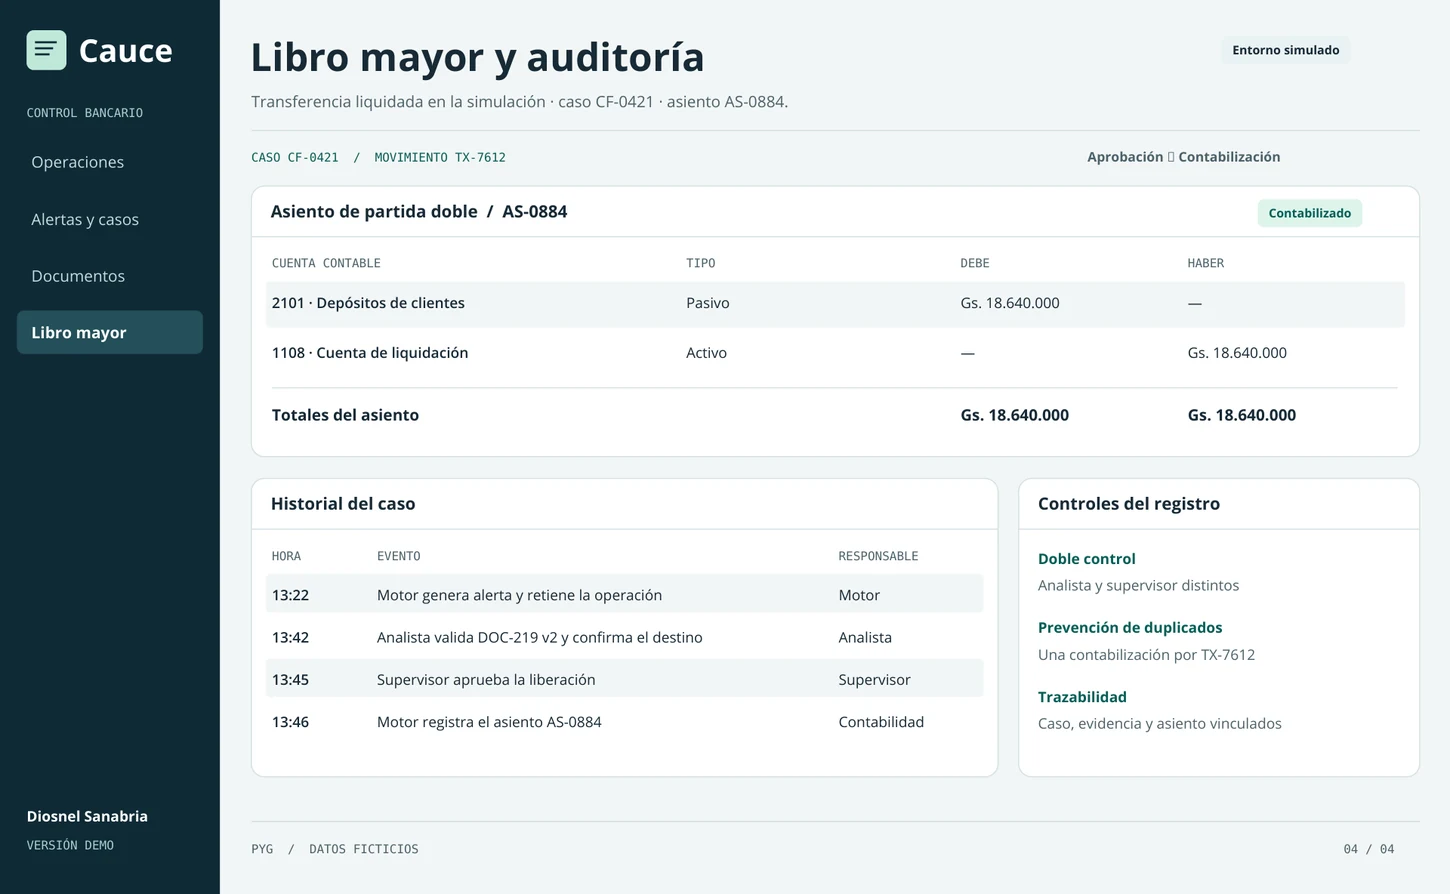 Cauce
CONTROL BANCARIO
Operaciones
Alertas y casos
Documentos
Libro mayor
Diosnel Sanabria
VERSIÓN DEMO
Libro mayor y auditoría
Entorno simulado
Transferencia liquidada en la simulación · caso CF-0421 · asiento AS-0884.
CASO CF-0421 / MOVIMIENTO TX-7612
Aprobación ▯ Contabilización
Asiento de partida doble / AS-0884
Contabilizado
CUENTA CONTABLE TIPO DEBE HABER
2101 · Depósitos de clientes Pasivo Gs. 18.640.000 —
1108 · Cuenta de liquidación Activo — Gs. 18.640.000
Totales del asiento Gs. 18.640.000 Gs. 18.640.000
Historial del caso
HORA EVENTO RESPONSABLE
13:22 Motor genera alerta y retiene la operación Motor
13:42 Analista valida DOC-219 v2 y confirma el destino Analista
13:45 Supervisor aprueba la liberación Supervisor
13:46 Motor registra el asiento AS-0884 Contabilidad
Controles del registro
Doble control
Analista y supervisor distintos
Prevención de duplicados
Una contabilización por TX-7612
Trazabilidad
Caso, evidencia y asiento vinculados
PYG / DATOS FICTICIOS
04 / 04